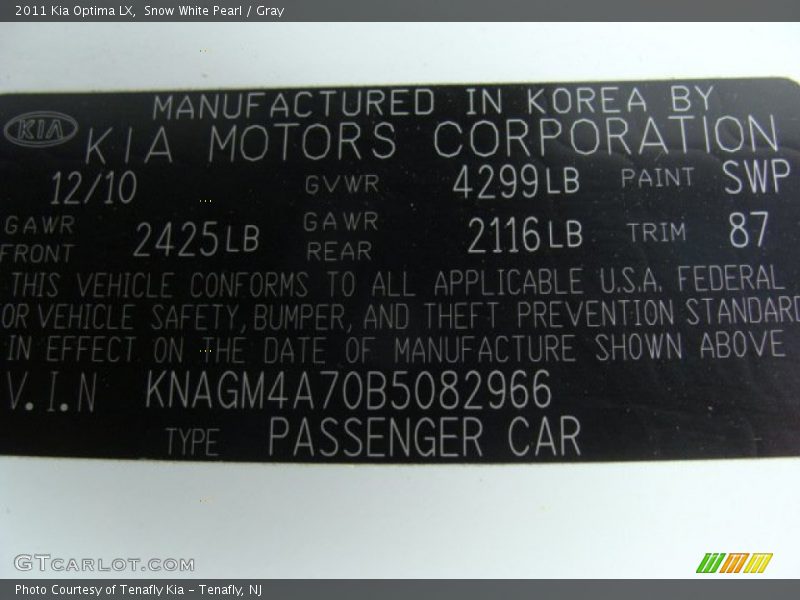 2011 Kia Optima LX, Snow White Pearl / Gray
MANUFACTURED IN KOREA BY
KIA KIA MOTORS CORPORATION
12/10 GVWR 4299LB PAINT SWP
GAWR FRONT 2425LB GAWR REAR 2116LB TRIM 87
THIS VEHICLE CONFORMS TO ALL APPLICABLE U.S.A. FEDERAL
OR VEHICLE SAFETY, BUMPER, AND THEFT PREVENTION STANDARD
IN EFFECT ON THE DATE OF MANUFACTURE SHOWN ABOVE
V.I.N KNAGM4A70B5082966
TYPE PASSENGER CAR
GTCARLOT.COM
Photo Courtesy of Tenafly Kia - Tenafly, NJ